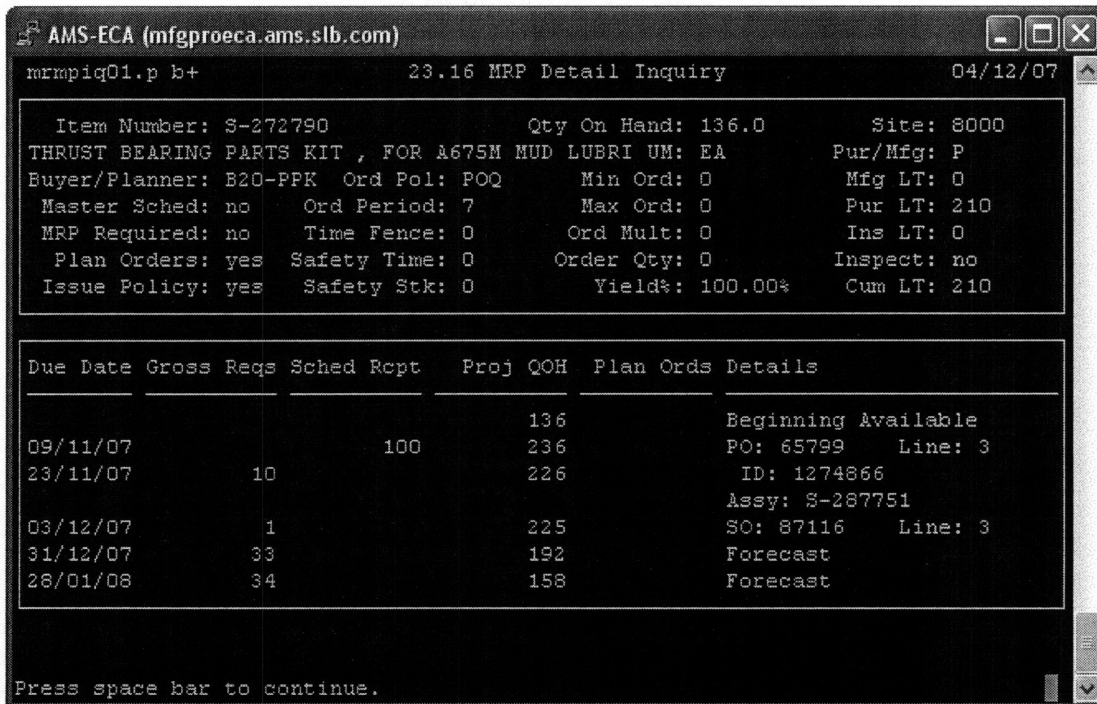 AMS-ECA (mfgproeca.ams.slb.com)
mrmpiq01.p b+ 23.16 MRP Detail Inquiry 04/12/07
Item Number: S-272790 Qty On Hand: 136.0 Site: 8000
THRUST BEARING PARTS KIT , FOR A675M MUD LUBRI UM: EA Pur/Mfg: P
Buyer/Planner: B20-PPK Ord Pol: POQ Min Ord: 0 Mfg LT: 0
Master Sched: no Ord Period: 7 Max Ord: 0 Pur LT: 210
MRP Required: no Time Fence: 0 Ord Mult: 0 Ins LT: 0
Plan Orders: yes Safety Time: 0 Order Qty: 0 Inspect: no
Issue Policy: yes Safety Stk: 0 Yield%: 100.00% Cum LT: 210
Due Date Gross Reqs Sched Rcpt Proj QOH Plan Ords Details
136 Beginning Available
09/11/07 100 236 PO: 65799 Line: 3
23/11/07 10 226 ID: 1274866
Assy: S-287751
03/12/07 1 225 SO: 87116 Line: 3
31/12/07 33 192 Forecast
28/01/08 34 158 Forecast
Press space bar to continue.